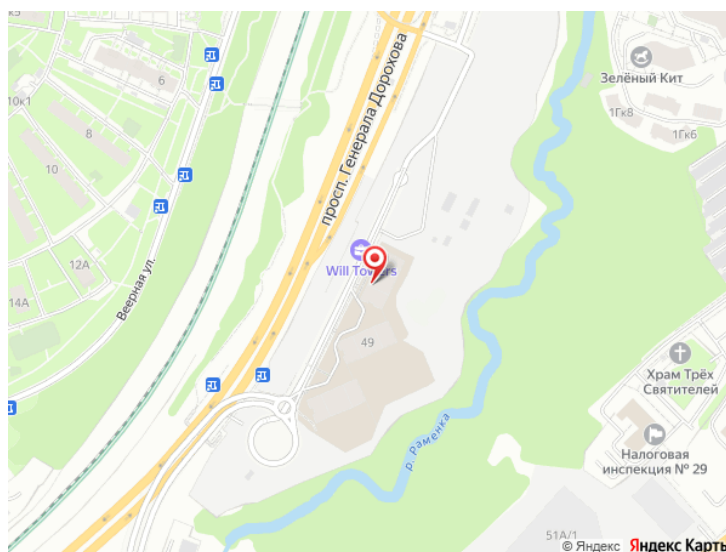 просп. Генерала Дорохова
6
10к1
8
10
12А
14А
Веерная ул.
Зелёный Кит
1Гк8
1Гк6
Will Towers
49
р. Раменка
Храм Трёх
Святителей
Налоговая
инспекция № 29
51А/1
© Яндекс Яндекс Карты